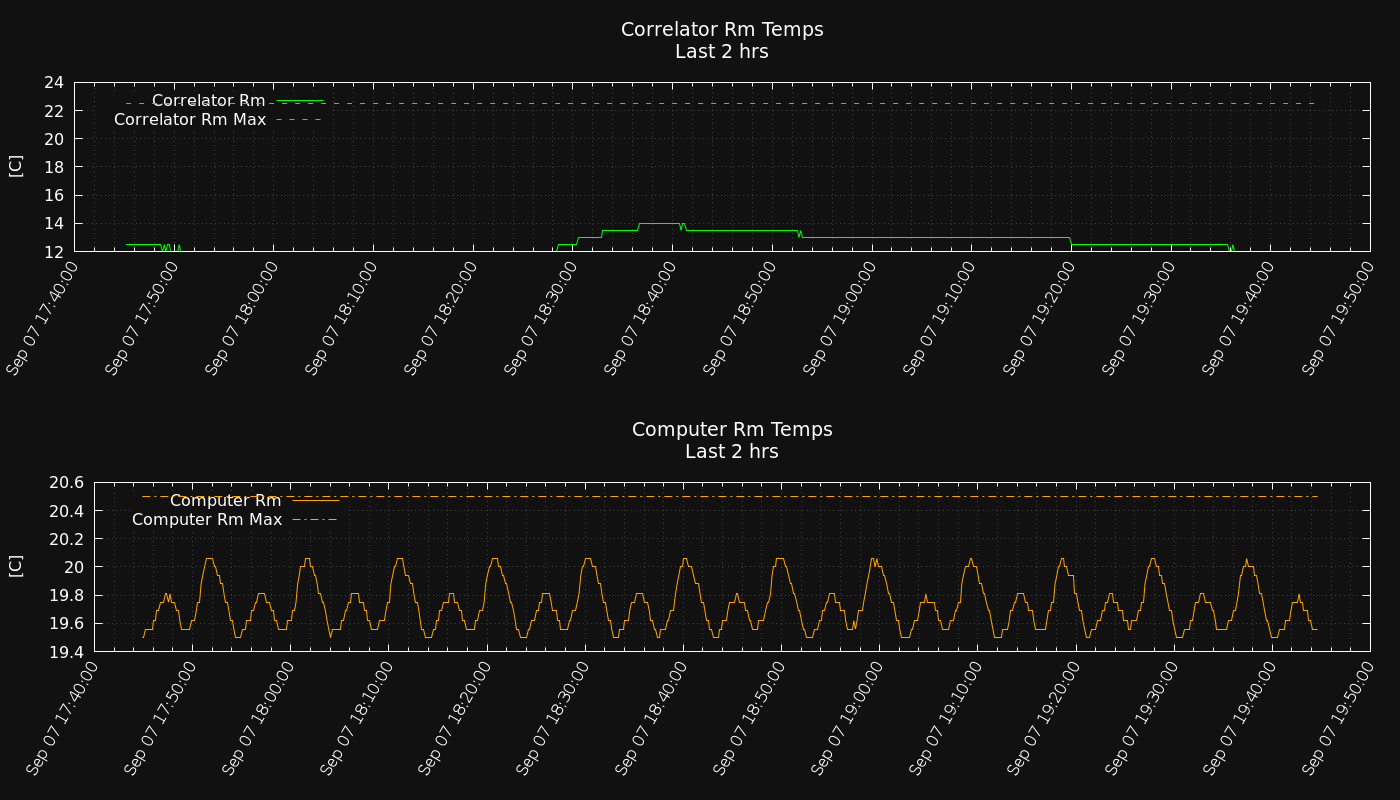 Correlator Rm Temps
Last 2 hrs
24
22
20
18
16
14
12
[C]
Correlator Rm
Correlator Rm Max
Sep 07 17:40:00
Sep 07 17:50:00
Sep 07 18:00:00
Sep 07 18:10:00
Sep 07 18:20:00
Sep 07 18:30:00
Sep 07 18:40:00
Sep 07 18:50:00
Sep 07 19:00:00
Sep 07 19:10:00
Sep 07 19:20:00
Sep 07 19:30:00
Sep 07 19:40:00
Sep 07 19:50:00
Computer Rm Temps
Last 2 hrs
20.6
20.4
20.2
20
19.8
19.6
19.4
[C]
Computer Rm
Computer Rm Max
Sep 07 17:40:00
Sep 07 17:50:00
Sep 07 18:00:00
Sep 07 18:10:00
Sep 07 18:20:00
Sep 07 18:30:00
Sep 07 18:40:00
Sep 07 18:50:00
Sep 07 19:00:00
Sep 07 19:10:00
Sep 07 19:20:00
Sep 07 19:30:00
Sep 07 19:40:00
Sep 07 19:50:00